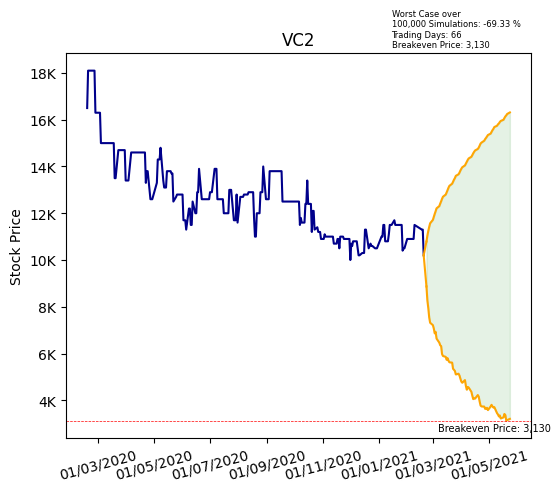 Worst Case over
100,000 Simulations: -69.33 %
Trading Days: 66
Breakeven Price: 3,130
VC2
Stock Price
18K
16K
14K
12K
10K
8K
6K
4K
Breakeven Price: 3,130
01/03/2020
01/05/2020
01/07/2020
01/09/2020
01/11/2020
01/01/2021
01/03/2021
01/05/2021